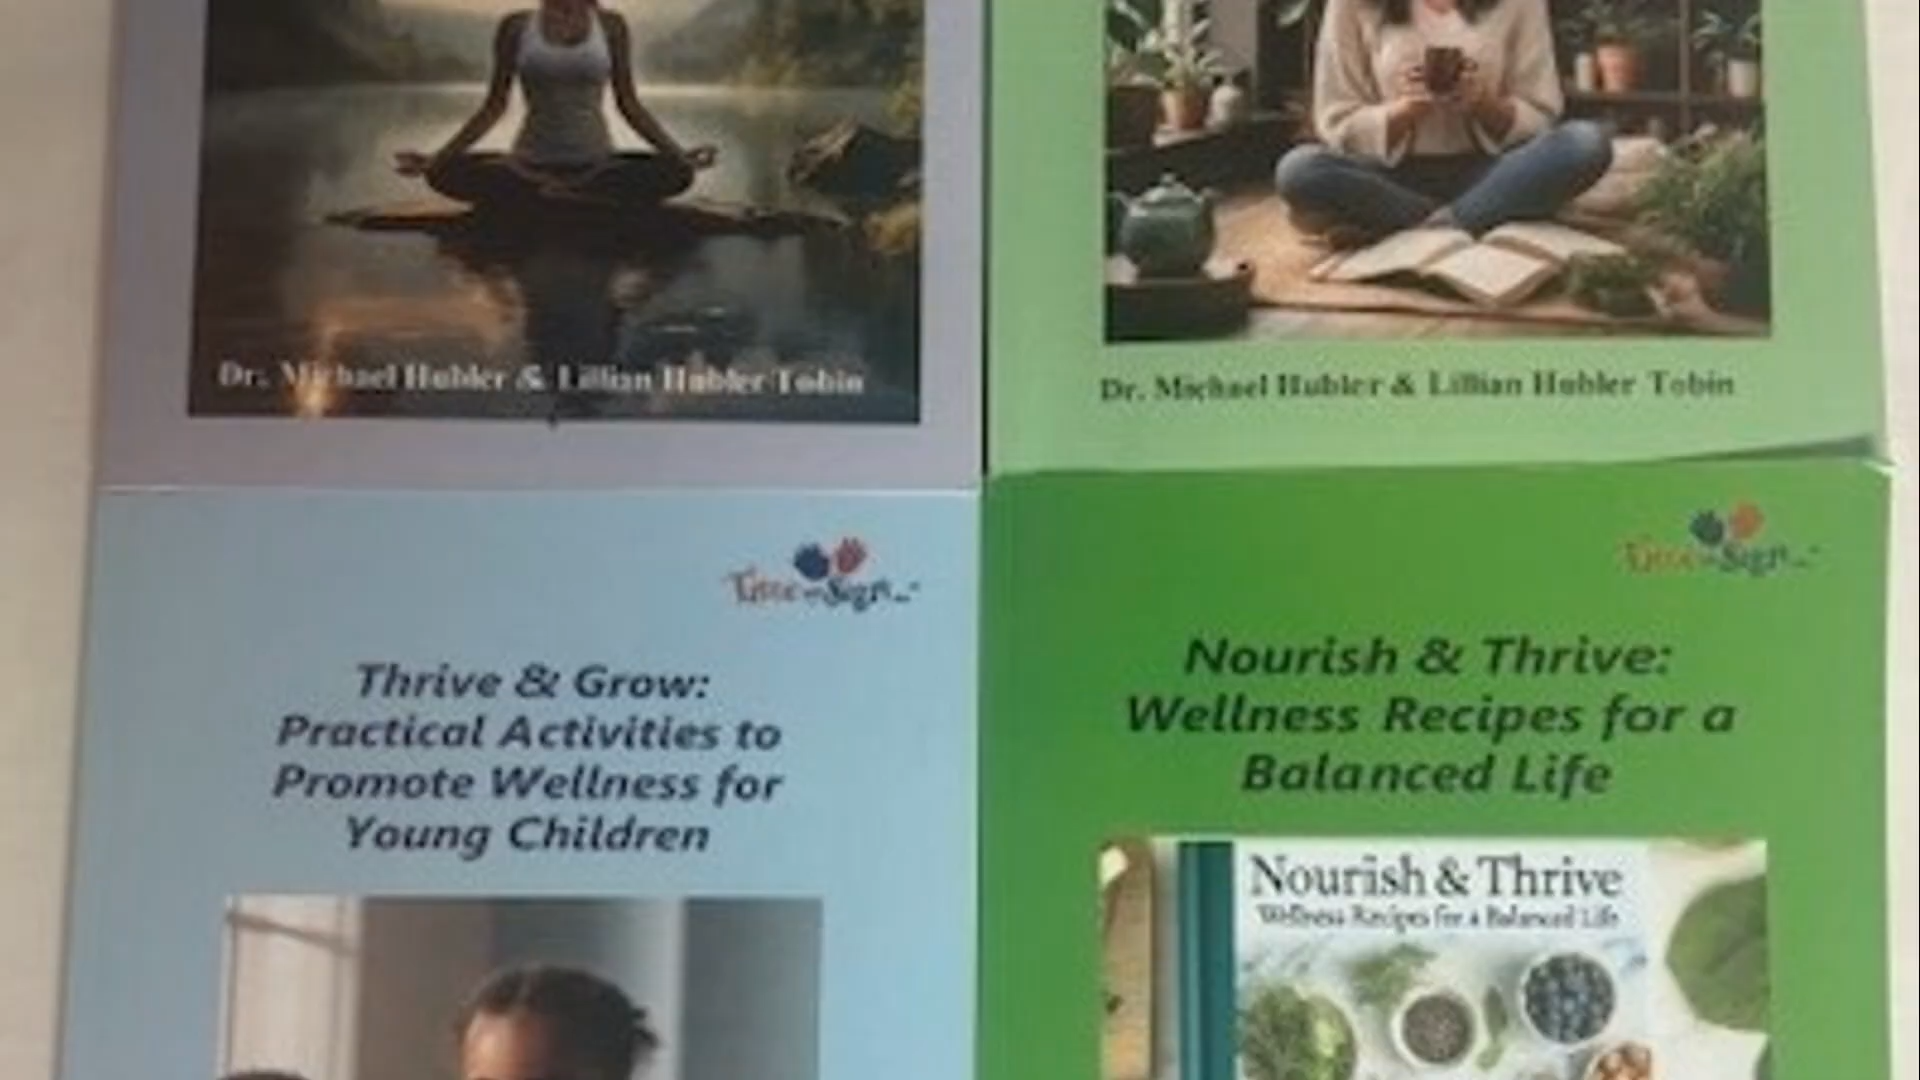 Dr. Michael Hubler & Lillian Hubler Tobin
Dr. Michael Hubler & Lillian Hubler Tobin
Thrive & Grow:
Practical Activities to
Promote Wellness for
Young Children
Nourish & Thrive:
Wellness Recipes for a
Balanced Life
Nourish & Thrive
Wellness Recipes for a Balanced Life